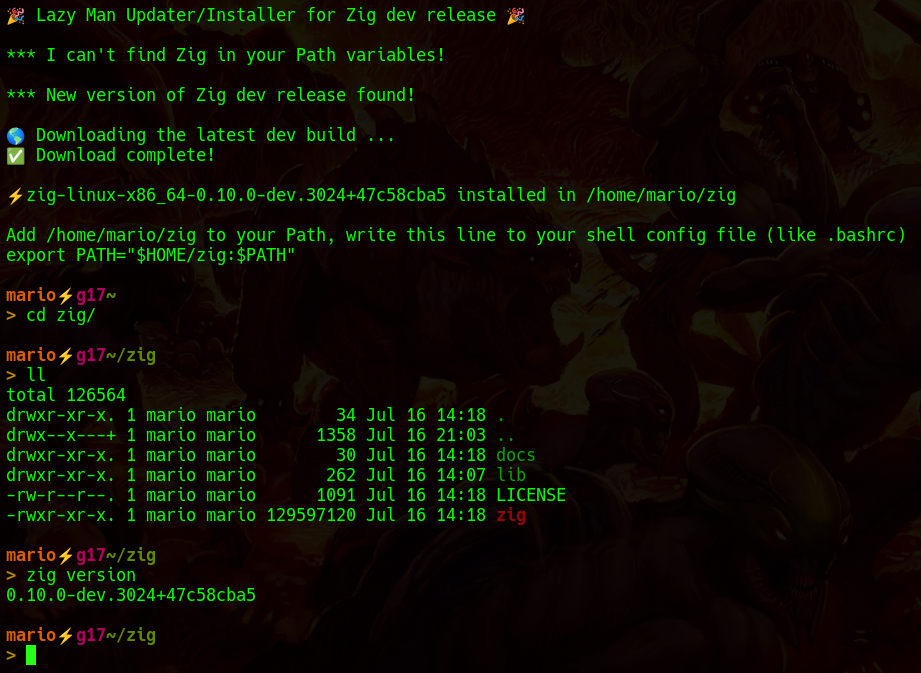 🎉 Lazy Man Updater/Installer for Zig dev release 🎉
*** I can't find Zig in your Path variables!
*** New version of Zig dev release found!
🌎 Downloading the latest dev build ...
✅ Download complete!
⚡zig-linux-x86_64-0.10.0-dev.3024+47c58cba5 installed in /home/mario/zig
Add /home/mario/zig to your Path, write this line to your shell config file (like .bashrc)
export PATH="$HOME/zig:$PATH"
mario⚡g17~
> cd zig/
mario⚡g17~/zig
> ll
total 126564
drwxr-xr-x. 1 mario mario        34 Jul 16 14:18 .
drwx--x---+ 1 mario mario      1358 Jul 16 21:03 ..
drwxr-xr-x. 1 mario mario        30 Jul 16 14:18 docs
drwxr-xr-x. 1 mario mario       262 Jul 16 14:07 lib
-rw-r--r--. 1 mario mario      1091 Jul 16 14:18 LICENSE
-rwxr-xr-x. 1 mario mario 129597120 Jul 16 14:18 zig
mario⚡g17~/zig
> zig version
0.10.0-dev.3024+47c58cba5
mario⚡g17~/zig
>